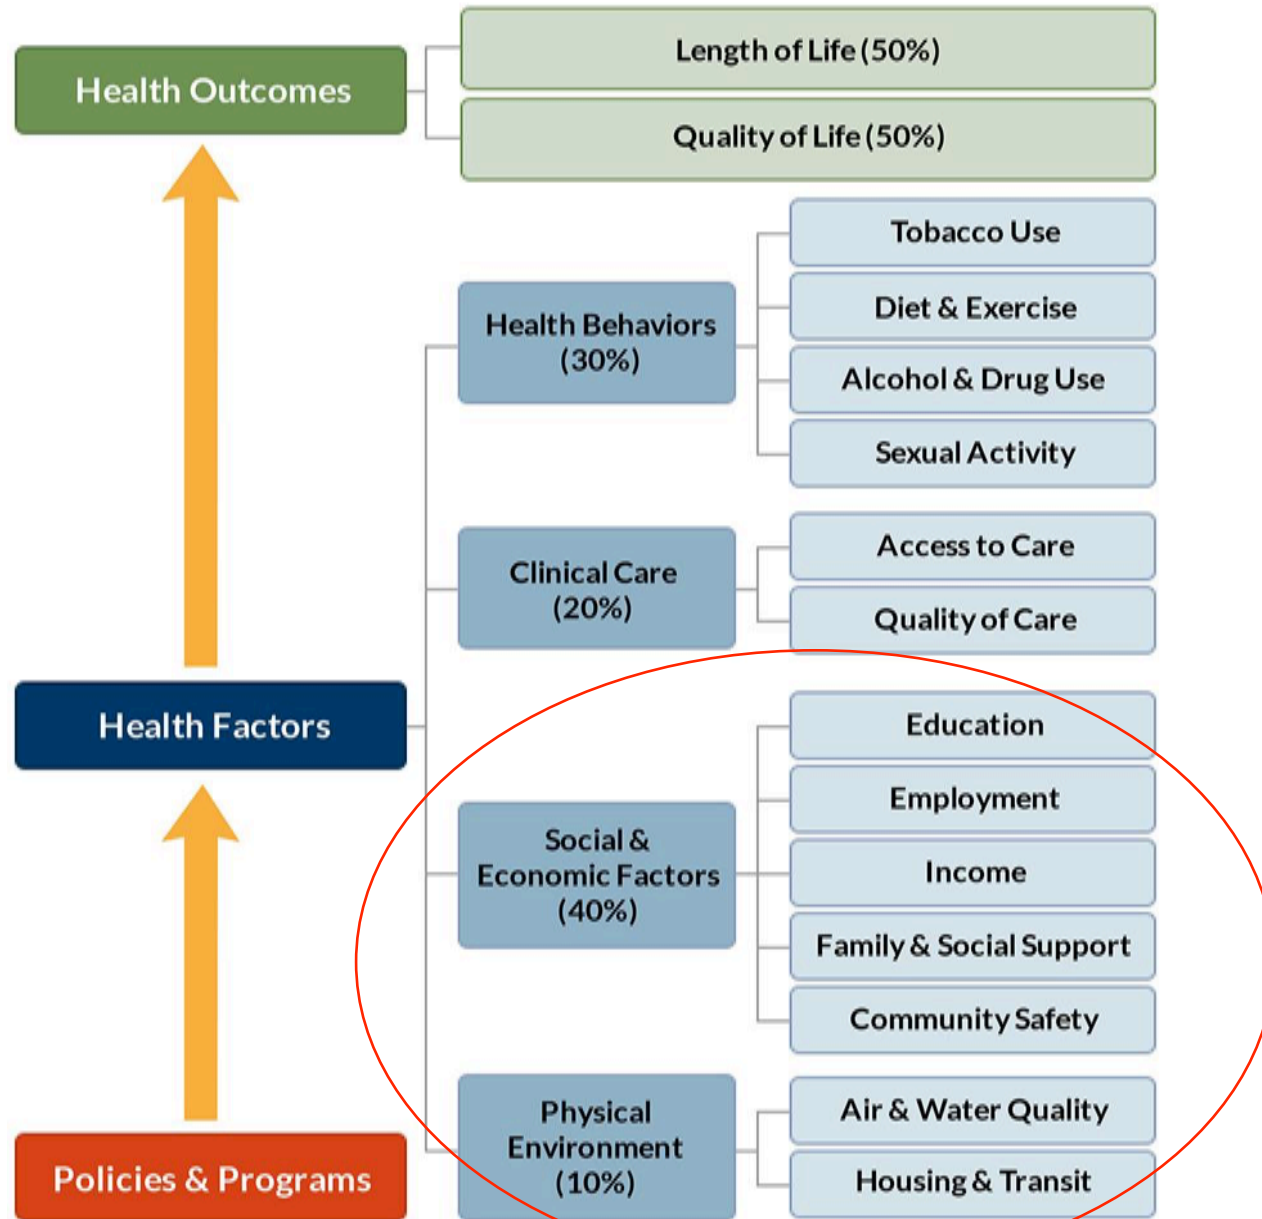 Health Outcomes
Length of Life (50%)
Quality of Life (50%)
Health Factors
Health Behaviors
(30%)
Tobacco Use
Diet & Exercise
Alcohol & Drug Use
Sexual Activity
Clinical Care
(20%)
Access to Care
Quality of Care
Social &
Economic Factors
(40%)
Education
Employment
Income
Family & Social Support
Community Safety
Physical
Environment
(10%)
Air & Water Quality
Housing & Transit
Policies & Programs